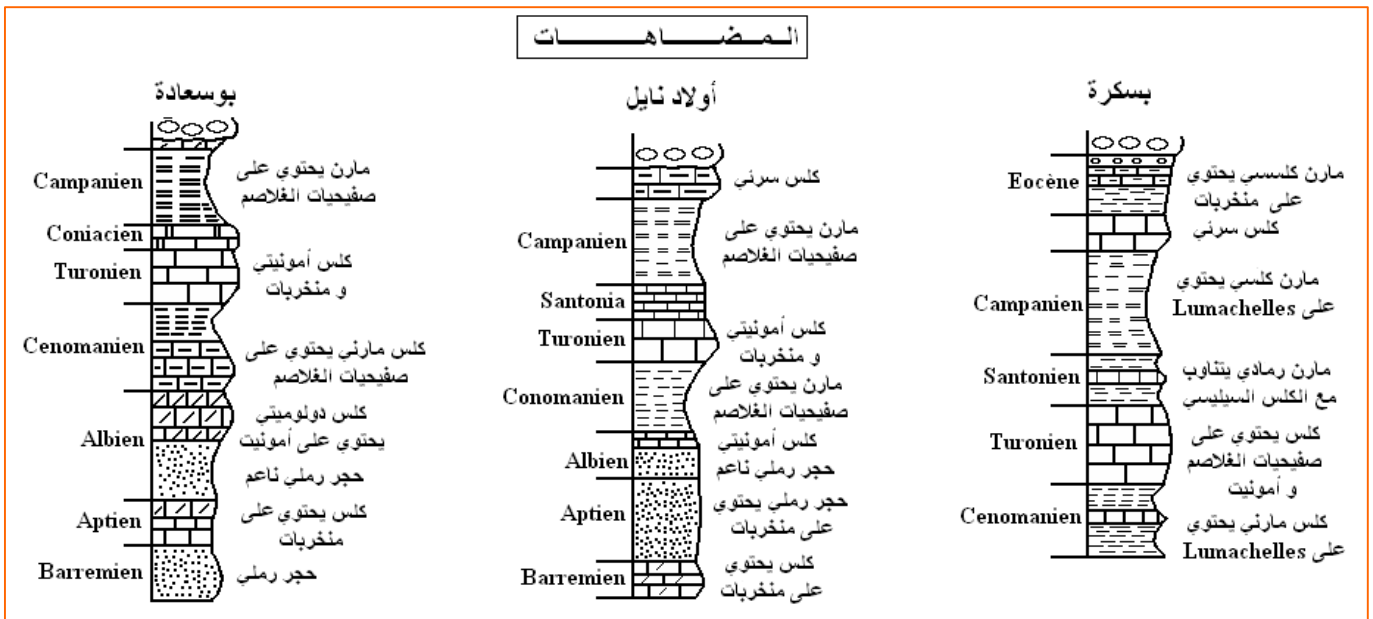 المضاهات
بوسعادة
Campanien
مارن يحتوي على
صفيحيات الغلاصم
Coniacien
Turonien
كلس أمونيتي
و منخربات
Cenomanien
كلس مارني يحتوي على
صفيحيات الغلاصم
Albien
كلس دولوميتي
يحتوي على أمونيت
حجر رملي ناعم
Aptien
كلس يحتوي على
منخربات
Barremien
حجر رملي
أولاد نايل
كلس سرني
Campanien
مارن يحتوي على
صفيحيات الغلاصم
Santonia
Turonien
كلس أمونيتي
و منخربات
Conomanien
مارن يحتوي على
صفيحيات الغلاصم
Albien
كلس أمونيتي
حجر رملي ناعم
Aptien
حجر رملي يحتوي
على منخربات
Barremien
كلس يحتوي
على منخربات
بسكرة
Eocène
مارن كلسسي يحتوي
على منخربات
كلس سرني
Campanien
مارن كلسي يحتوي
على Lumachelles
Santonien
مارن رمادي يتناوب
مع الكلس السيليسي
Turonien
كلس يحتوي على
صفيحيات الغلاصم
و أمونيت
Cenomanien
كلس مارني يحتوي
على Lumachelles